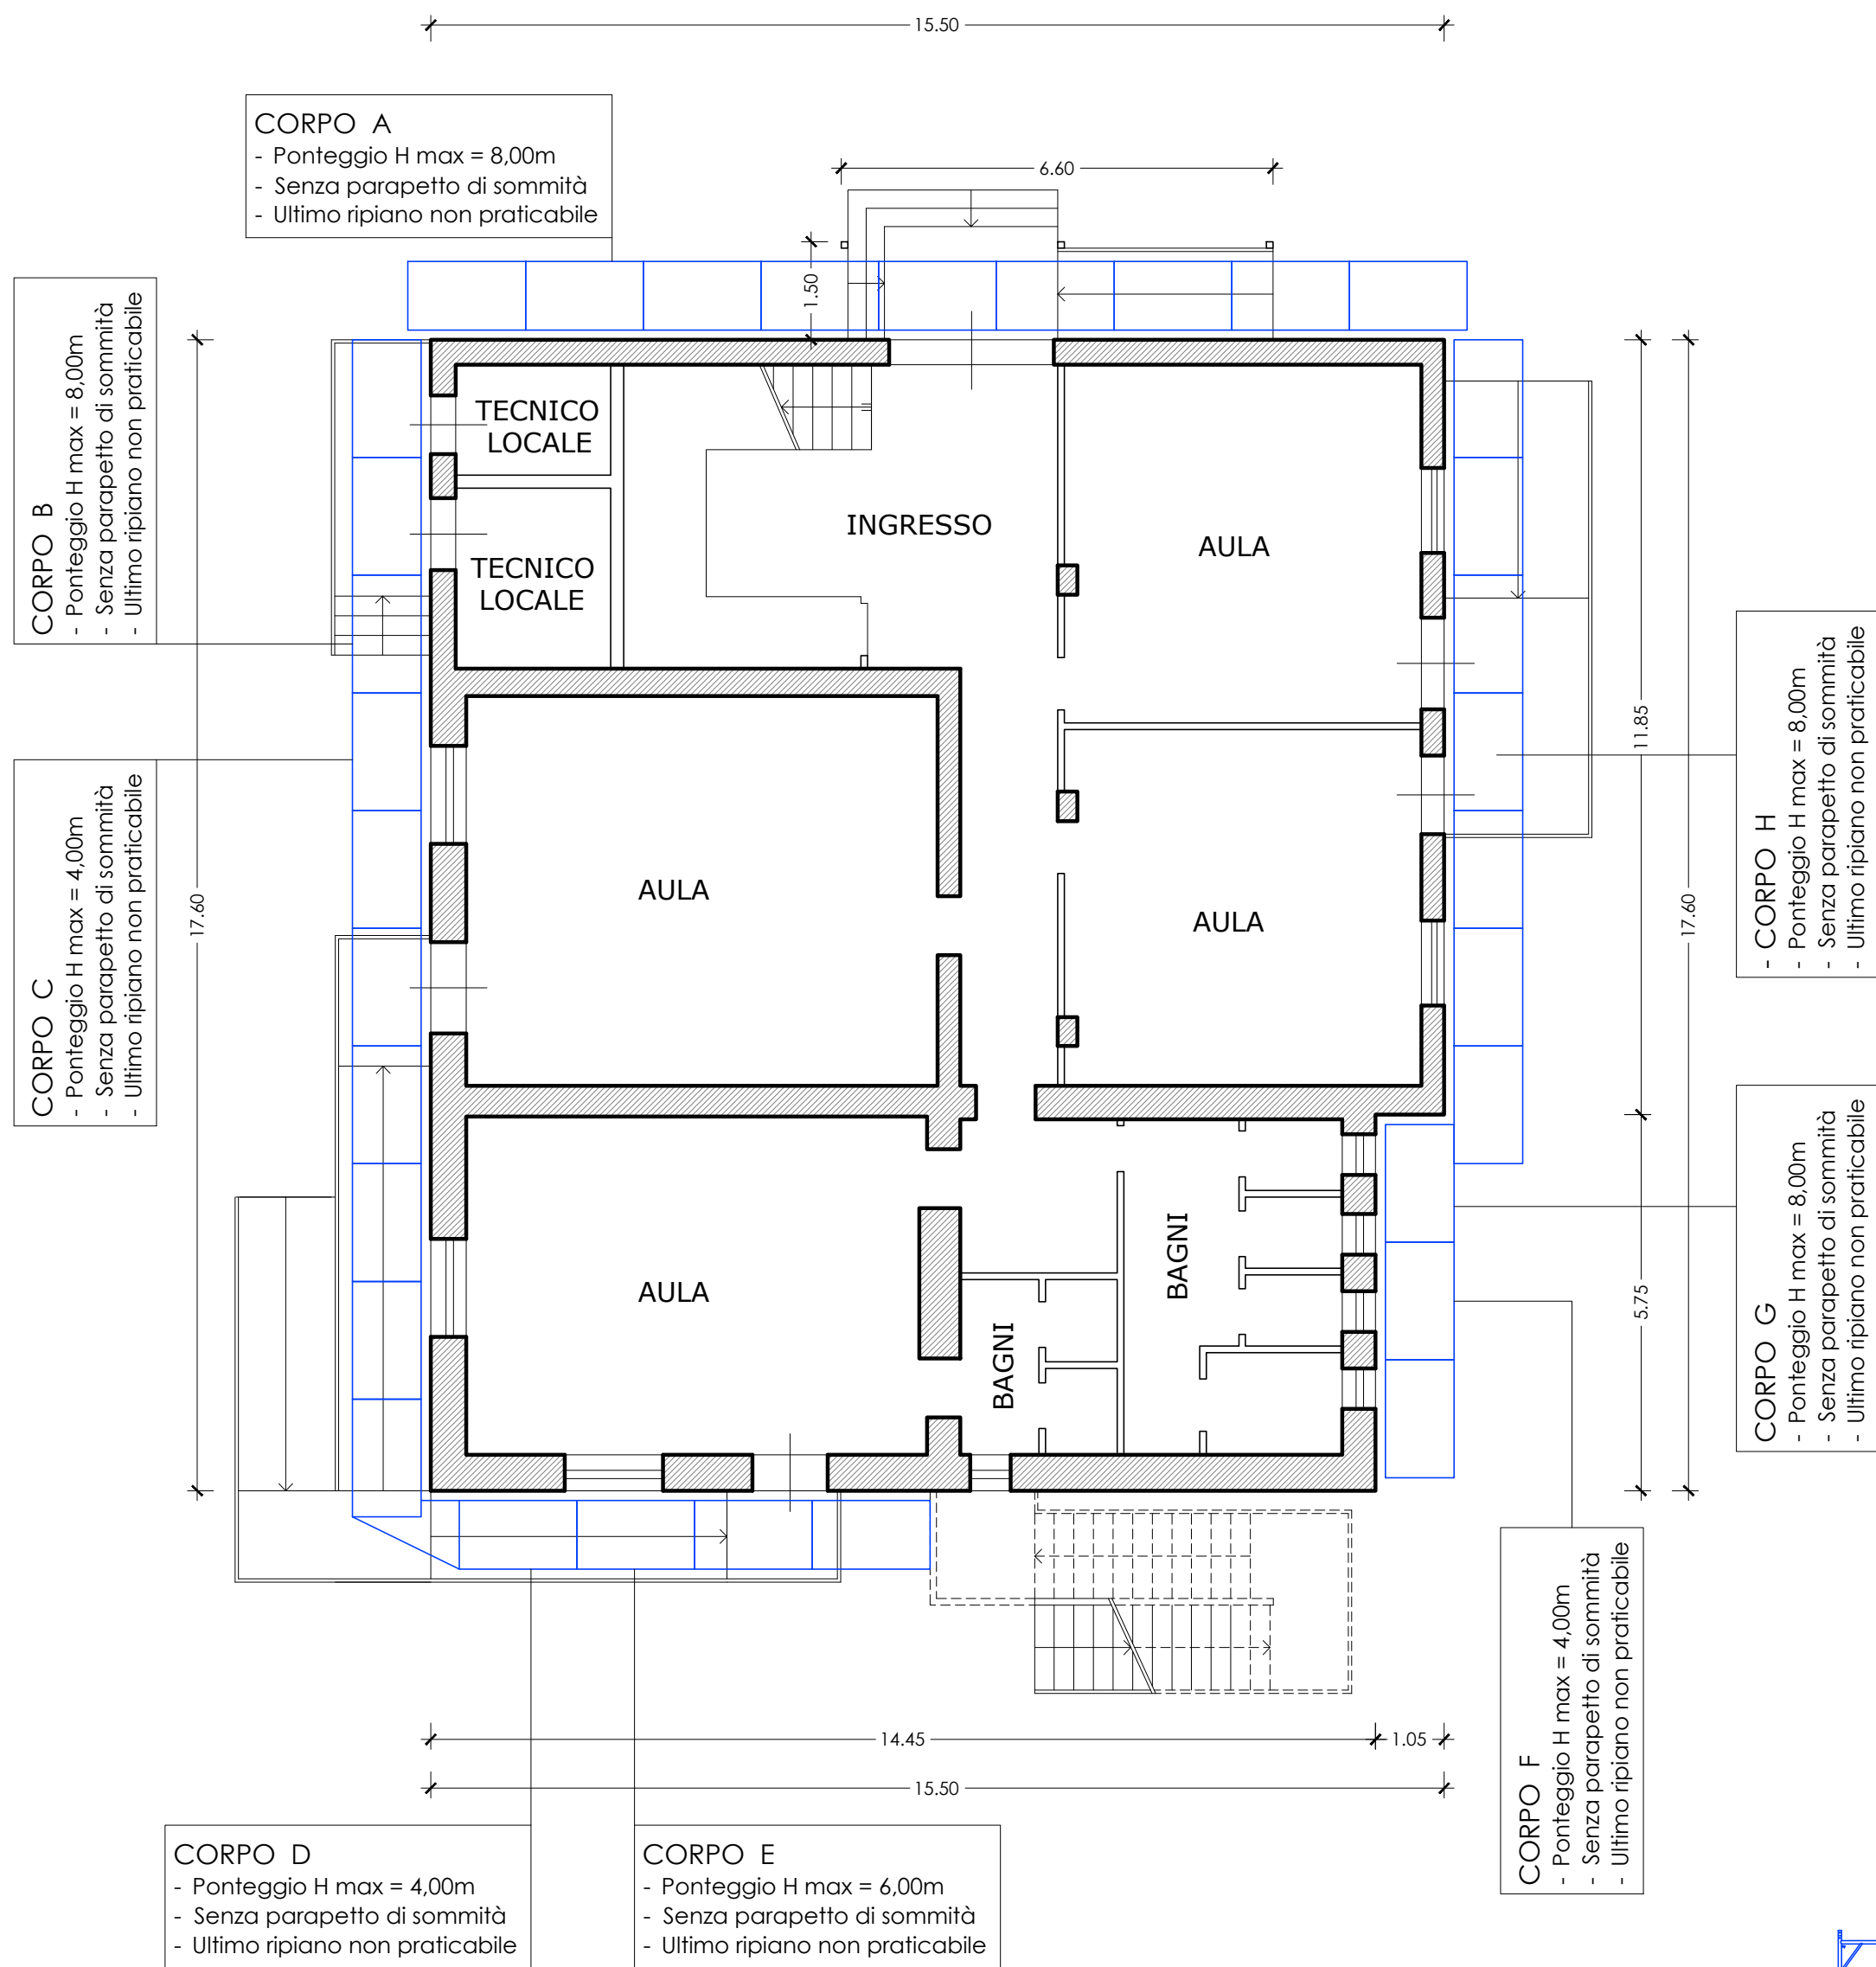 15.50
CORPO A
- Ponteggio H max = 8,00m
- Senza parapetto di sommità
- Ultimo ripiano non praticabile
6.60
1.50
CORPO B
- Ponteggio H max = 8,00m
- Senza parapetto di sommità
- Ultimo ripiano non praticabile
TECNICO
LOCALE
TECNICO
LOCALE
INGRESSO
AULA
CORPO C
- Ponteggio H max = 4,00m
- Senza parapetto di sommità
- Ultimo ripiano non praticabile
17.60
AULA
AULA
11.85
17.60
- CORPO H
- Ponteggio H max = 8,00m
- Senza parapetto di sommità
- Ultimo ripiano non praticabile
AULA
BAGNI
BAGNI
5.75
CORPO G
- Ponteggio H max = 8,00m
- Senza parapetto di sommità
- Ultimo ripiano non praticabile
CORPO F
- Ponteggio H max = 4,00m
- Senza parapetto di sommità
- Ultimo ripiano non praticabile
14.45
1.05
15.50
CORPO D
- Ponteggio H max = 4,00m
- Senza parapetto di sommità
- Ultimo ripiano non praticabile
CORPO E
- Ponteggio H max = 6,00m
- Senza parapetto di sommità
- Ultimo ripiano non praticabile